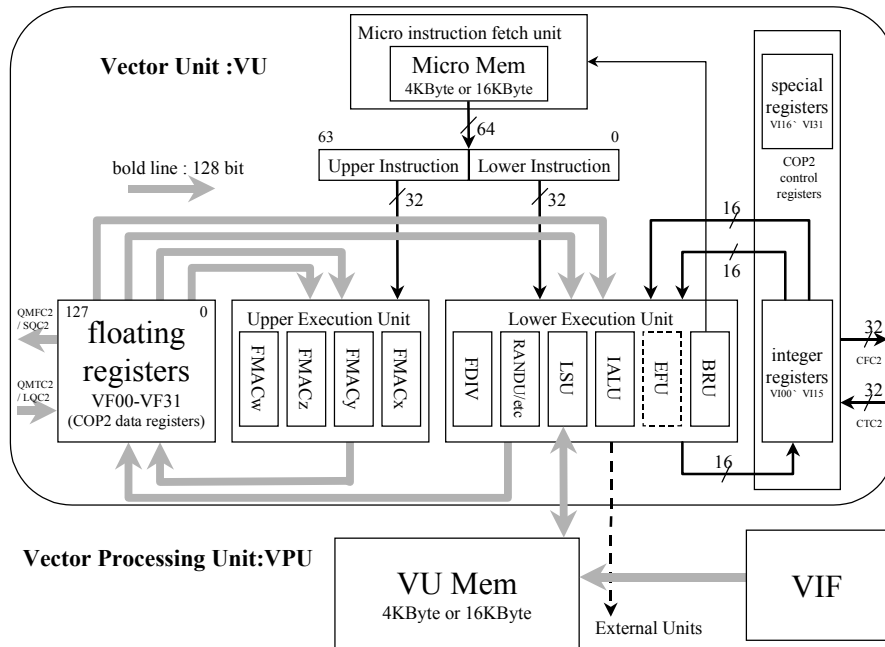 Micro instruction fetch unit
Vector Unit :VU
Micro Mem
4KByte or 16KByte
special
registers
VI16` VI31
64
63
0
Upper Instruction
Lower Instruction
COP2
control
registers
bold line : 128 bit
32
32
16
16
QMFC2
/ SQC2
127
0
floating
registers
VF00-VF31
(COP2 data registers)
QMTC2
/ LQC2
Upper Execution Unit
FMACw
FMACz
FMACy
FMACx
Lower Execution Unit
FDIV
RANDU/etc
LSU
IALU
EFU
BRU
integer
registers
VI00` VI15
32
CFC2
32
CTC2
16
Vector Processing Unit:VPU
VU Mem
4KByte or 16KByte
External Units
VIF